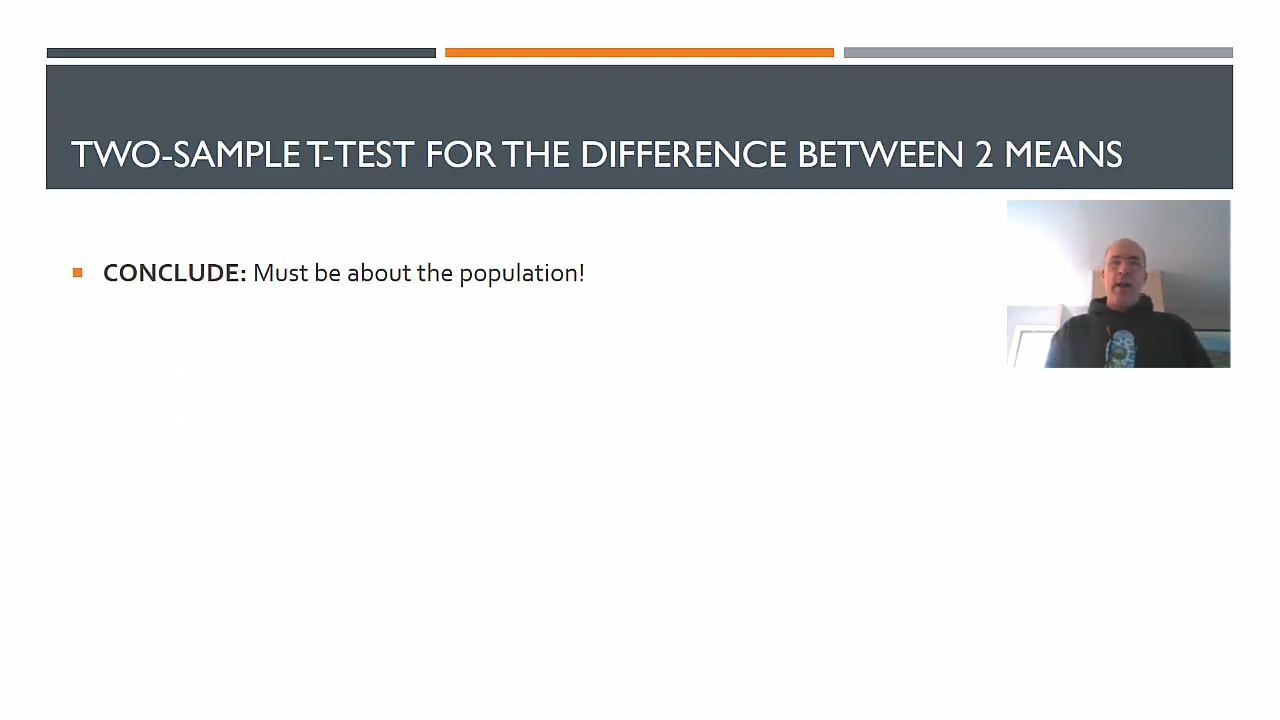 TWO-SAMPLE T-TEST FOR THE DIFFERENCE BETWEEN 2 MEANS
CONCLUDE: Must be about the population!